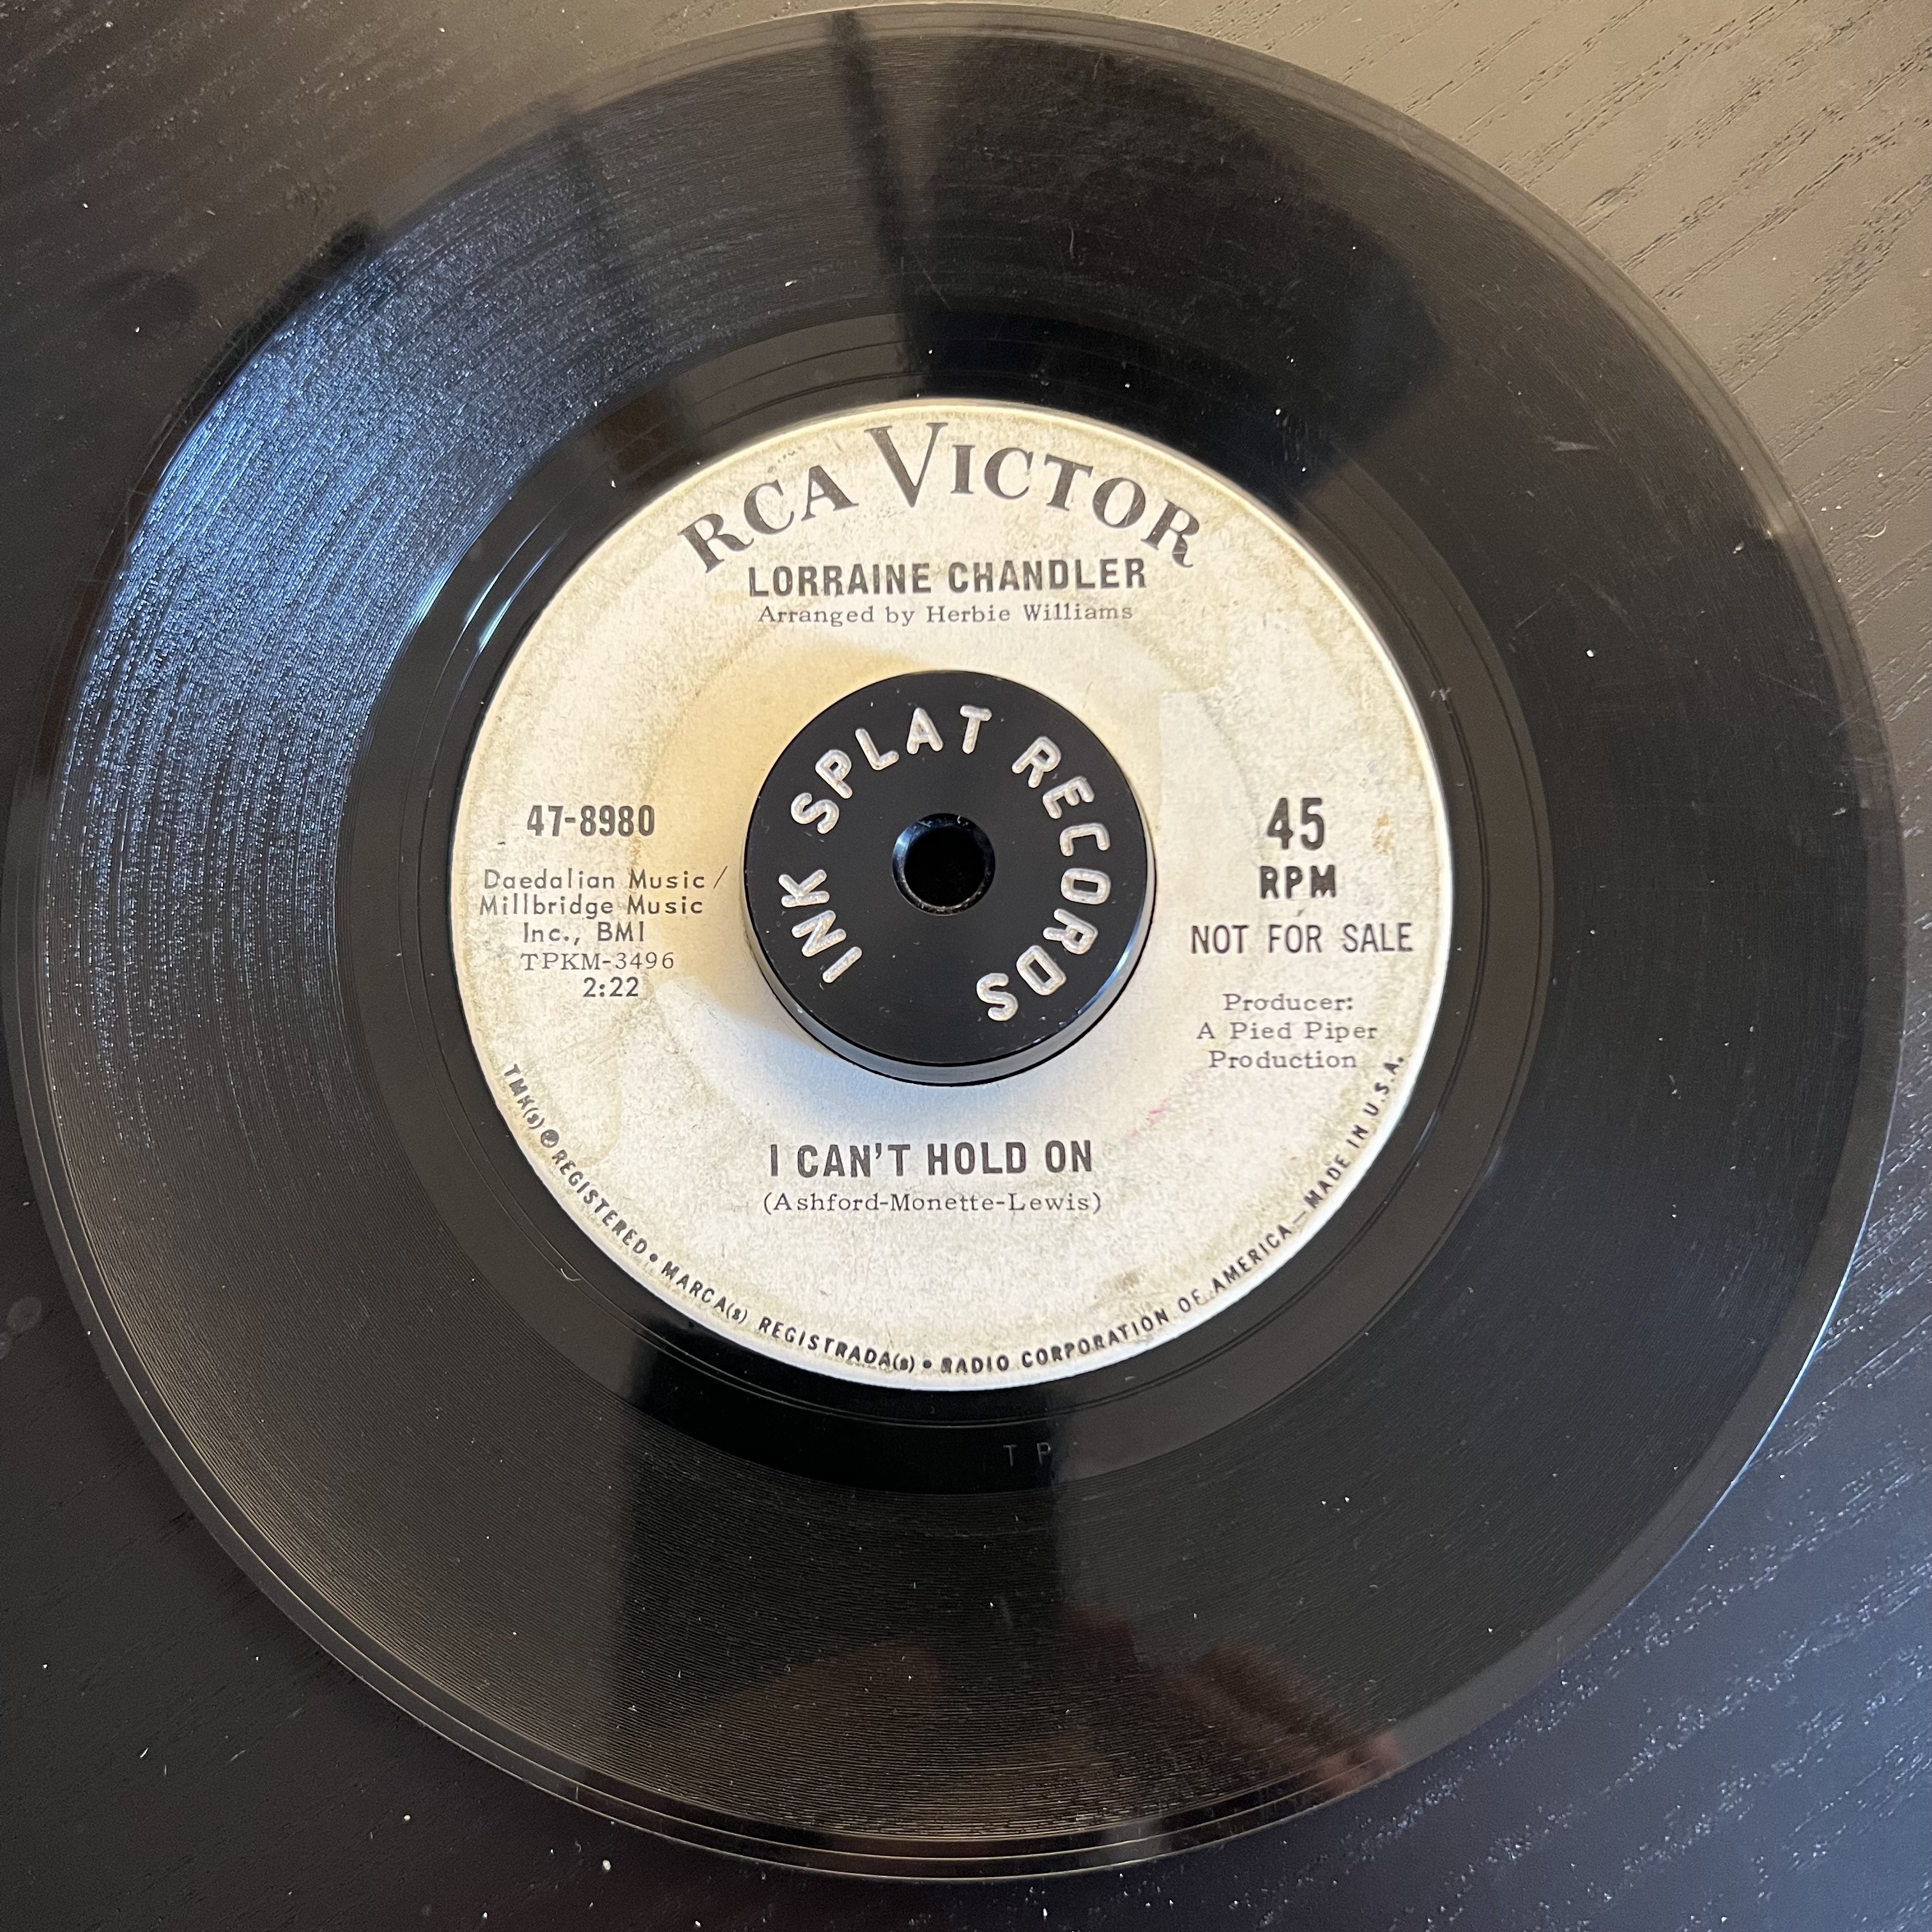 RCA VICTOR
LORRAINE CHANDLER
Arranged by Herbie Williams
INK SPLAT RECORDS
47-8980
Daedalian Music/
Millbridge Music
Inc., BMI
TPKM-3496
2:22
45
RPM
NOT FOR SALE
Producer:
A Pied Piper
Production
I CAN'T HOLD ON
(Ashford-Monette-Lewis)
TMK(s) ® REGISTERED • MARCA(s) REGISTRADA(s) • RADIO CORPORATION OF AMERICA — MADE IN U.S.A.
T P